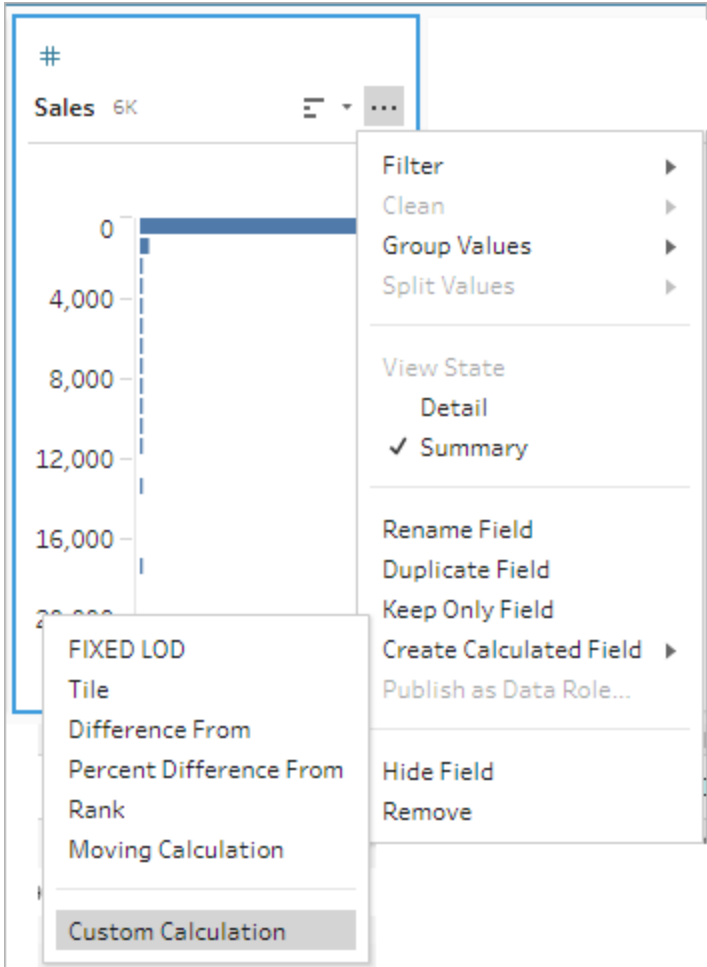 #
Sales 6K
Filter
Clean
Group Values
Split Values
View State
Detail
✓ Summary
Rename Field
Duplicate Field
Keep Only Field
Create Calculated Field
Publish as Data Role...
Hide Field
Remove
0
4,000
8,000
12,000
16,000
FIXED LOD
Tile
Difference From
Percent Difference From
Rank
Moving Calculation
Custom Calculation